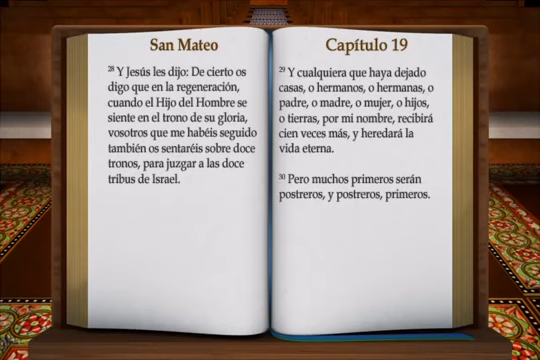 San Mateo
28 Y Jesús les dijo: De cierto os
digo que en la regeneración,
cuando el Hijo del Hombre se
siente en el trono de su gloria,
vosotros que me habéis seguido
también os sentaréis sobre doce
tronos, para juzgar a las doce
tribus de Israel.
Capítulo 19
29 Y cualquiera que haya dejado
casas, o hermanos, o hermanas, o
padre, o madre, o mujer, o hijos,
o tierras, por mi nombre, recibirá
cien veces más, y heredará la
vida eterna.
30 Pero muchos primeros serán
postreros, y postreros, primeros.